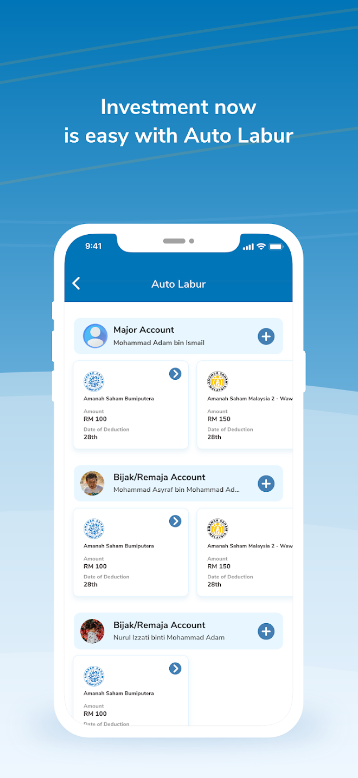 Investment now
is easy with Auto Labur
9:41
Auto Labur
Major Account
Mohammad Adam bin Ismail
Amanah Saham Bumiputera
Amount
RM 100
Date of Deduction
28th
Amanah Saham Malaysia 2 - Waw
Amount
RM 150
Date of Deduction
28th
Bijak/Remaja Account
Mohammad Asyraf bin Mohammad Ad...
Amanah Saham Bumiputera
Amount
RM 100
Date of Deduction
28th
Amanah Saham Malaysia 2 - Waw
Amount
RM 150
Date of Deduction
28th
Bijak/Remaja Account
Nurul Izzati binti Mohammad Adam
Amanah Saham Bumiputera
Amount
RM 100
Date of Deduction